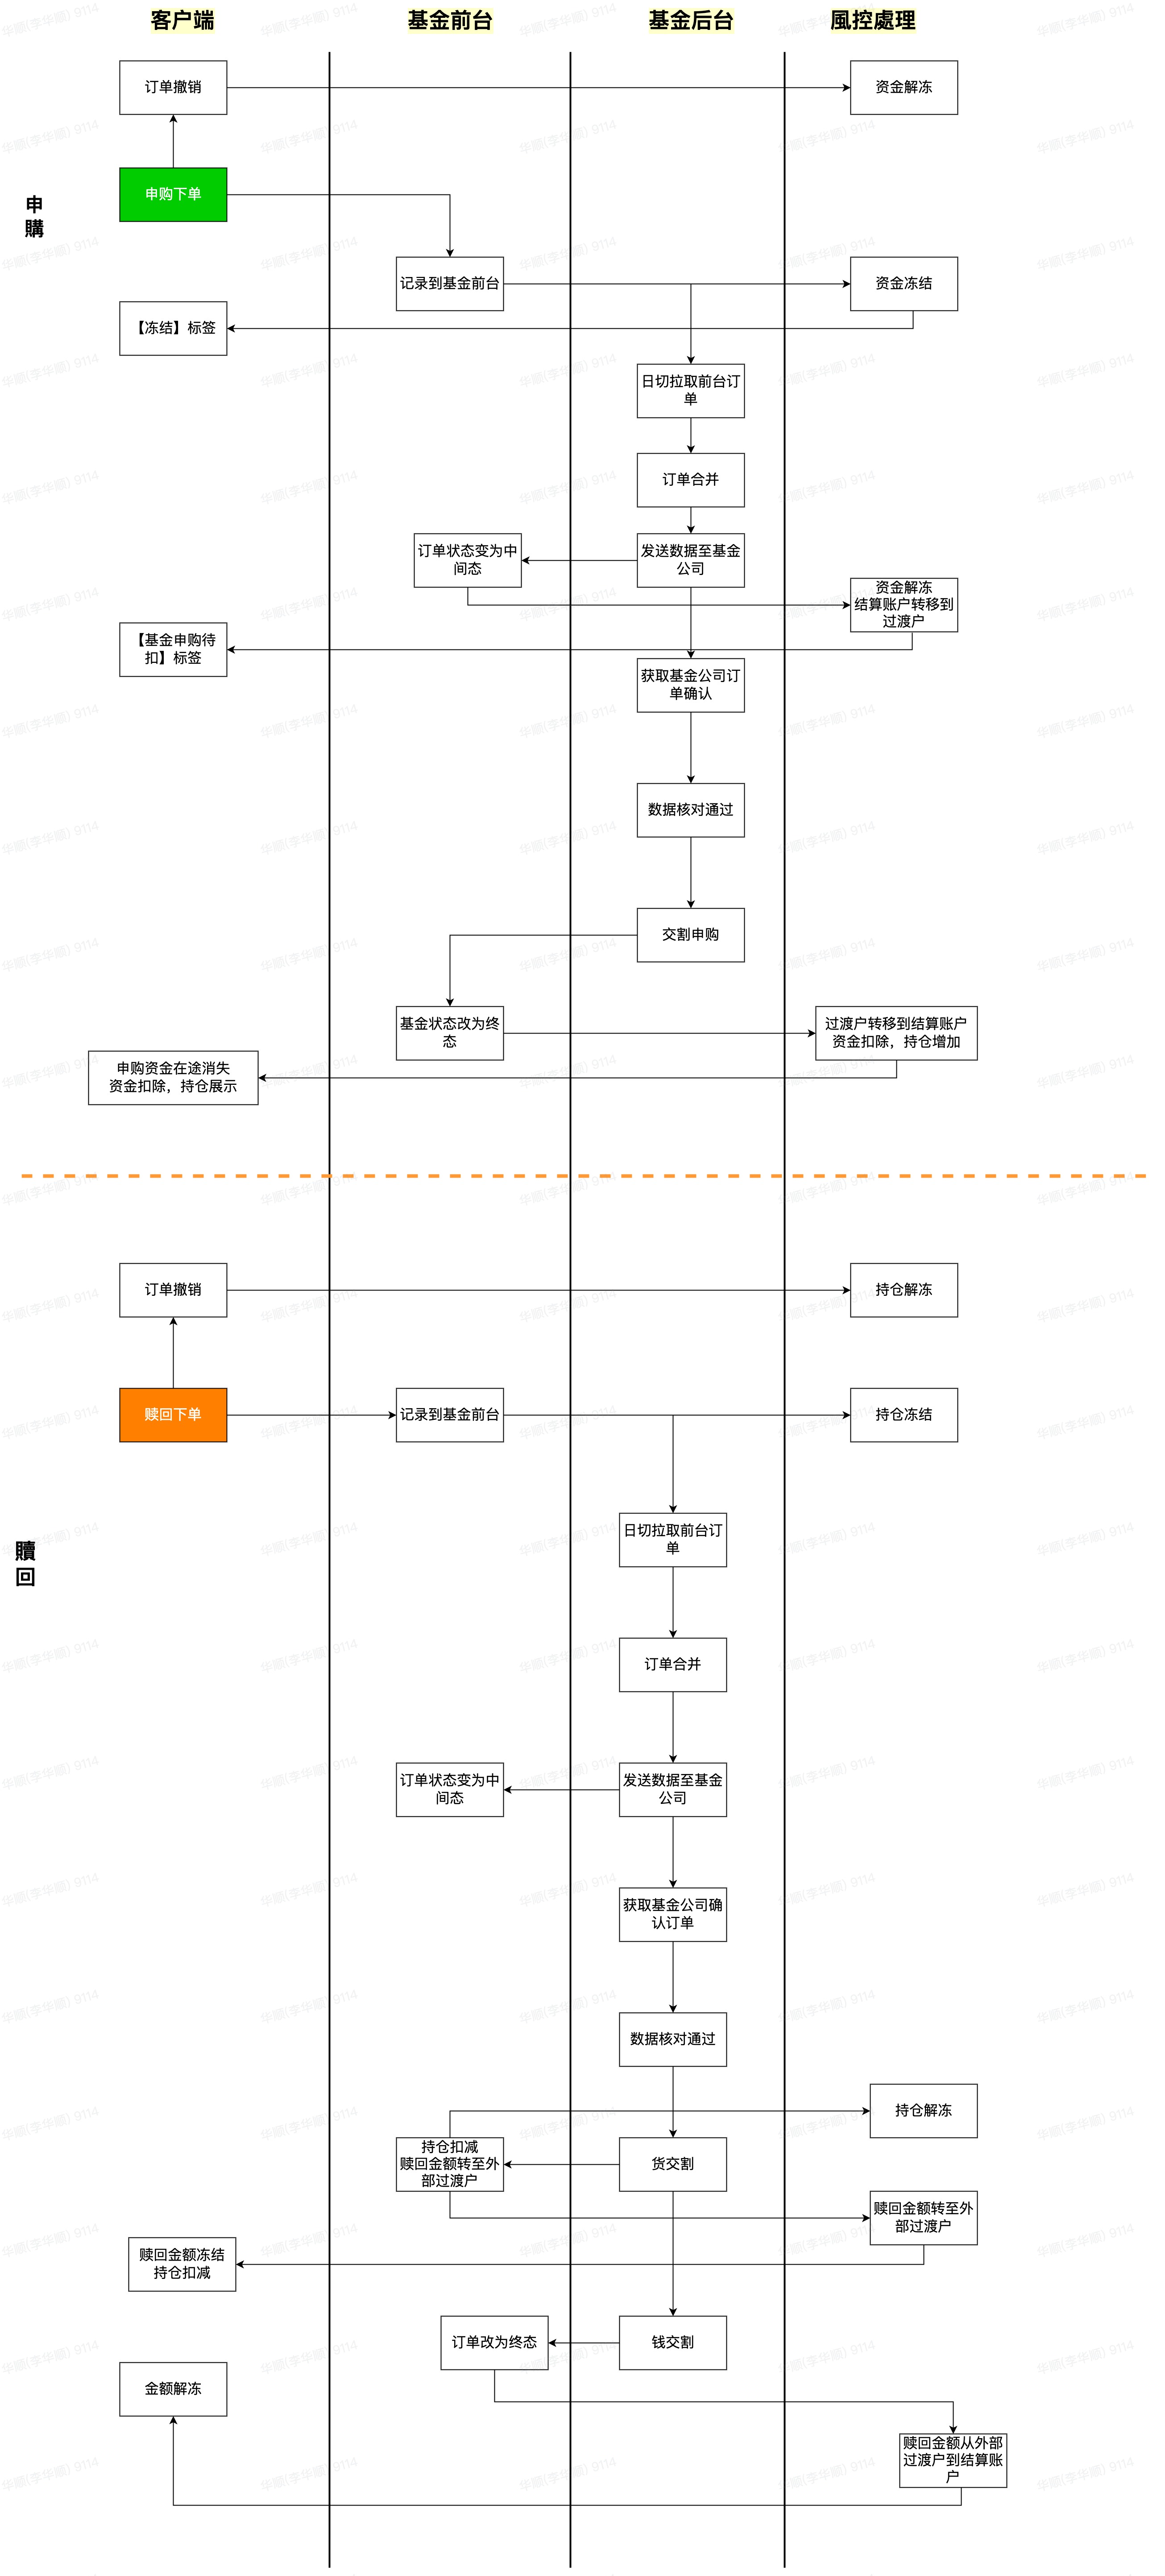 客户端
基金前台
基金后台
風控處理
订单撤销
资金解冻
申购下单
申
購
记录到基金前台
资金冻结
【冻结】标签
日切拉取前台订
单
订单合并
订单状态变为中
间态
发送数据至基金
公司
资金解冻
结算账户转移到
过渡户
【基金申购待
扣】标签
获取基金公司订
单确认
数据核对通过
交割申购
基金状态改为终
态
过渡户转移到结算账户
资金扣除，持仓增加
申购资金在途消失
资金扣除，持仓展示
订单撤销
持仓解冻
赎回下单
记录到基金前台
持仓冻结
日切拉取前台订
单
贖
回
订单合并
订单状态变为中
间态
发送数据至基金
公司
获取基金公司确
认订单
数据核对通过
持仓解冻
持仓扣减
赎回金额转至外
部过渡户
货交割
赎回金额转至外
部过渡户
赎回金额冻结
持仓扣减
订单改为终态
钱交割
金额解冻
赎回金额从外部
过渡户到结算账
户
华顺(李华顺) 9114